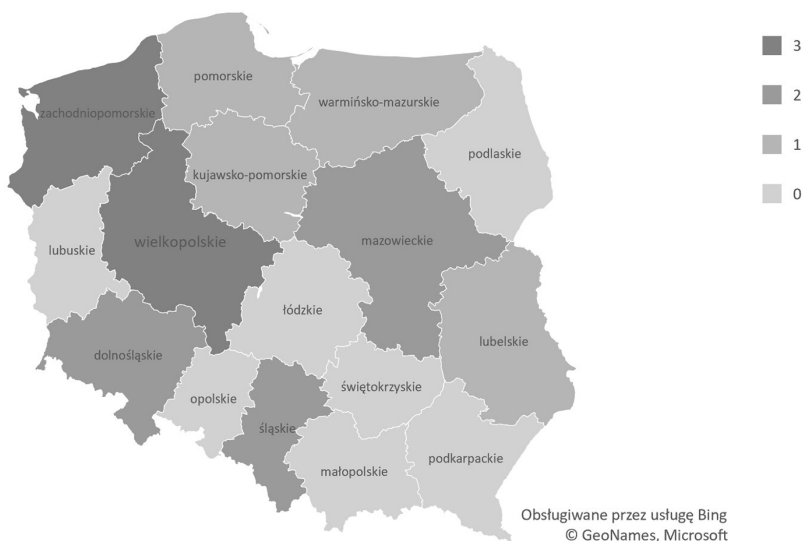 pomorskie
3
zachodniopomorskie
warmińsko-mazurskie
2
podlaskie
1
kujawsko-pomorskie
0
wielkopolskie
mazowieckie
lubuskie
łódzkie
dolnośląskie
lubelskie
opolskie
świętokrzyskie
śląskie
małopolskie
podkarpackie
Obsługiwane przez usługę Bing
© GeoNames, Microsoft